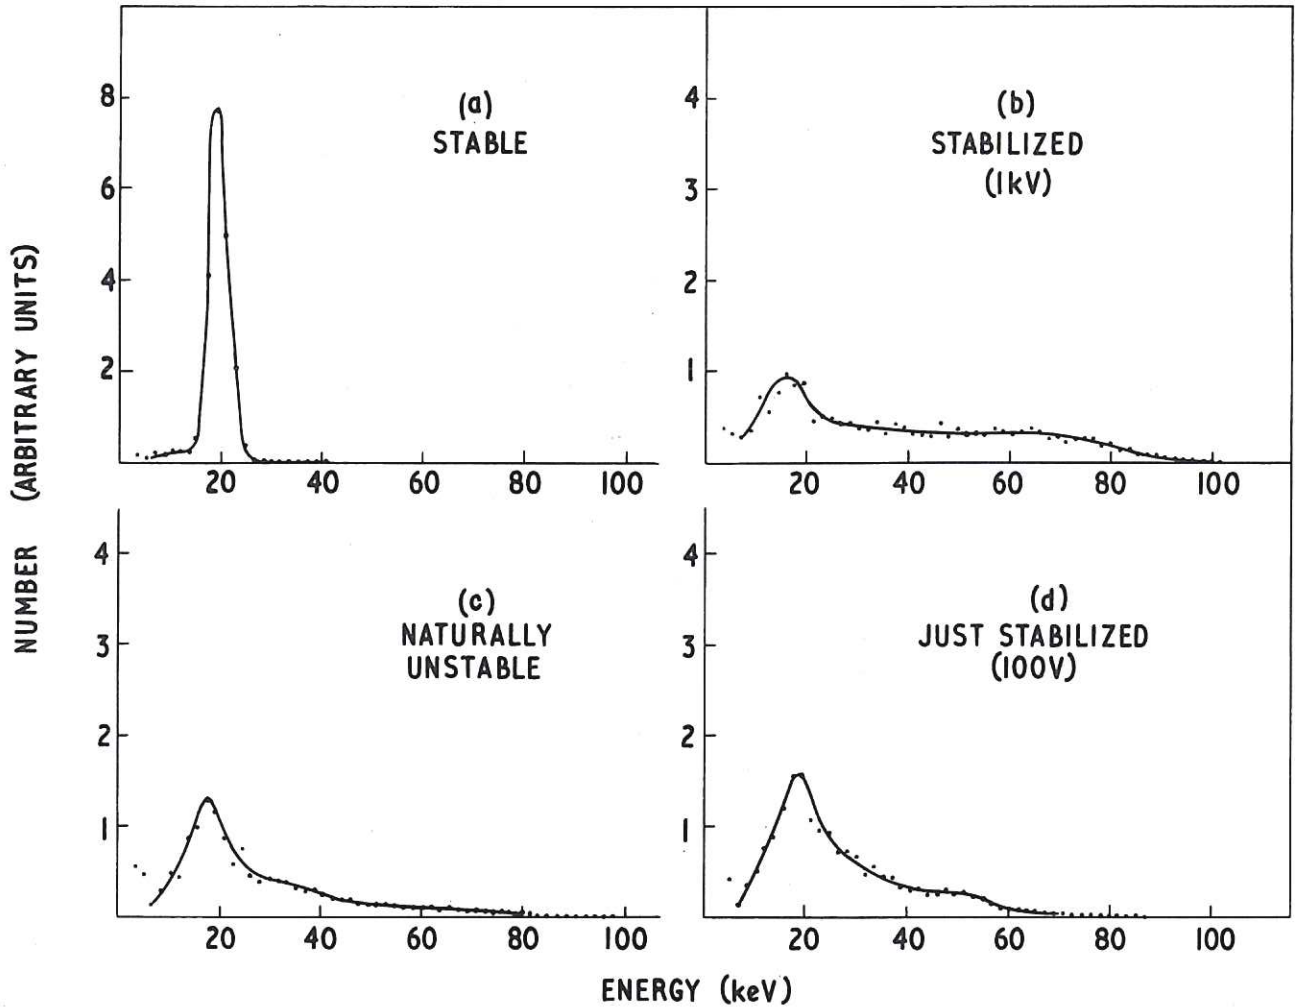 (a)
STABLE
8
6
4
2
20 40 60 80 100
(b)
STABILIZED
(1kV)
4
3
2
1
20 40 60 80 100
(c)
NATURALLY
UNSTABLE
4
3
2
1
20 40 60 80 100
(d)
JUST STABILIZED
(100V)
4
3
2
1
20 40 60 80 100
NUMBER (ARBITRARY UNITS)
ENERGY (keV)